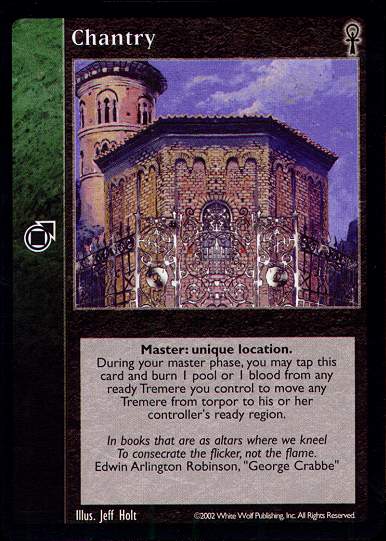 Chantry
Master: unique location.
During your master phase, you may tap this
card and burn 1 pool or 1 blood from any
ready Tremere you control to move any
Tremere from torpor to his or her
controller's ready region.
In books that are as altars where we kneel
To consecrate the flicker, not the flame.
Edwin Arlington Robinson, "George Crabbe"
Illus. Jeff Holt
©2002 White Wolf Publishing, Inc. All Rights Reserved.